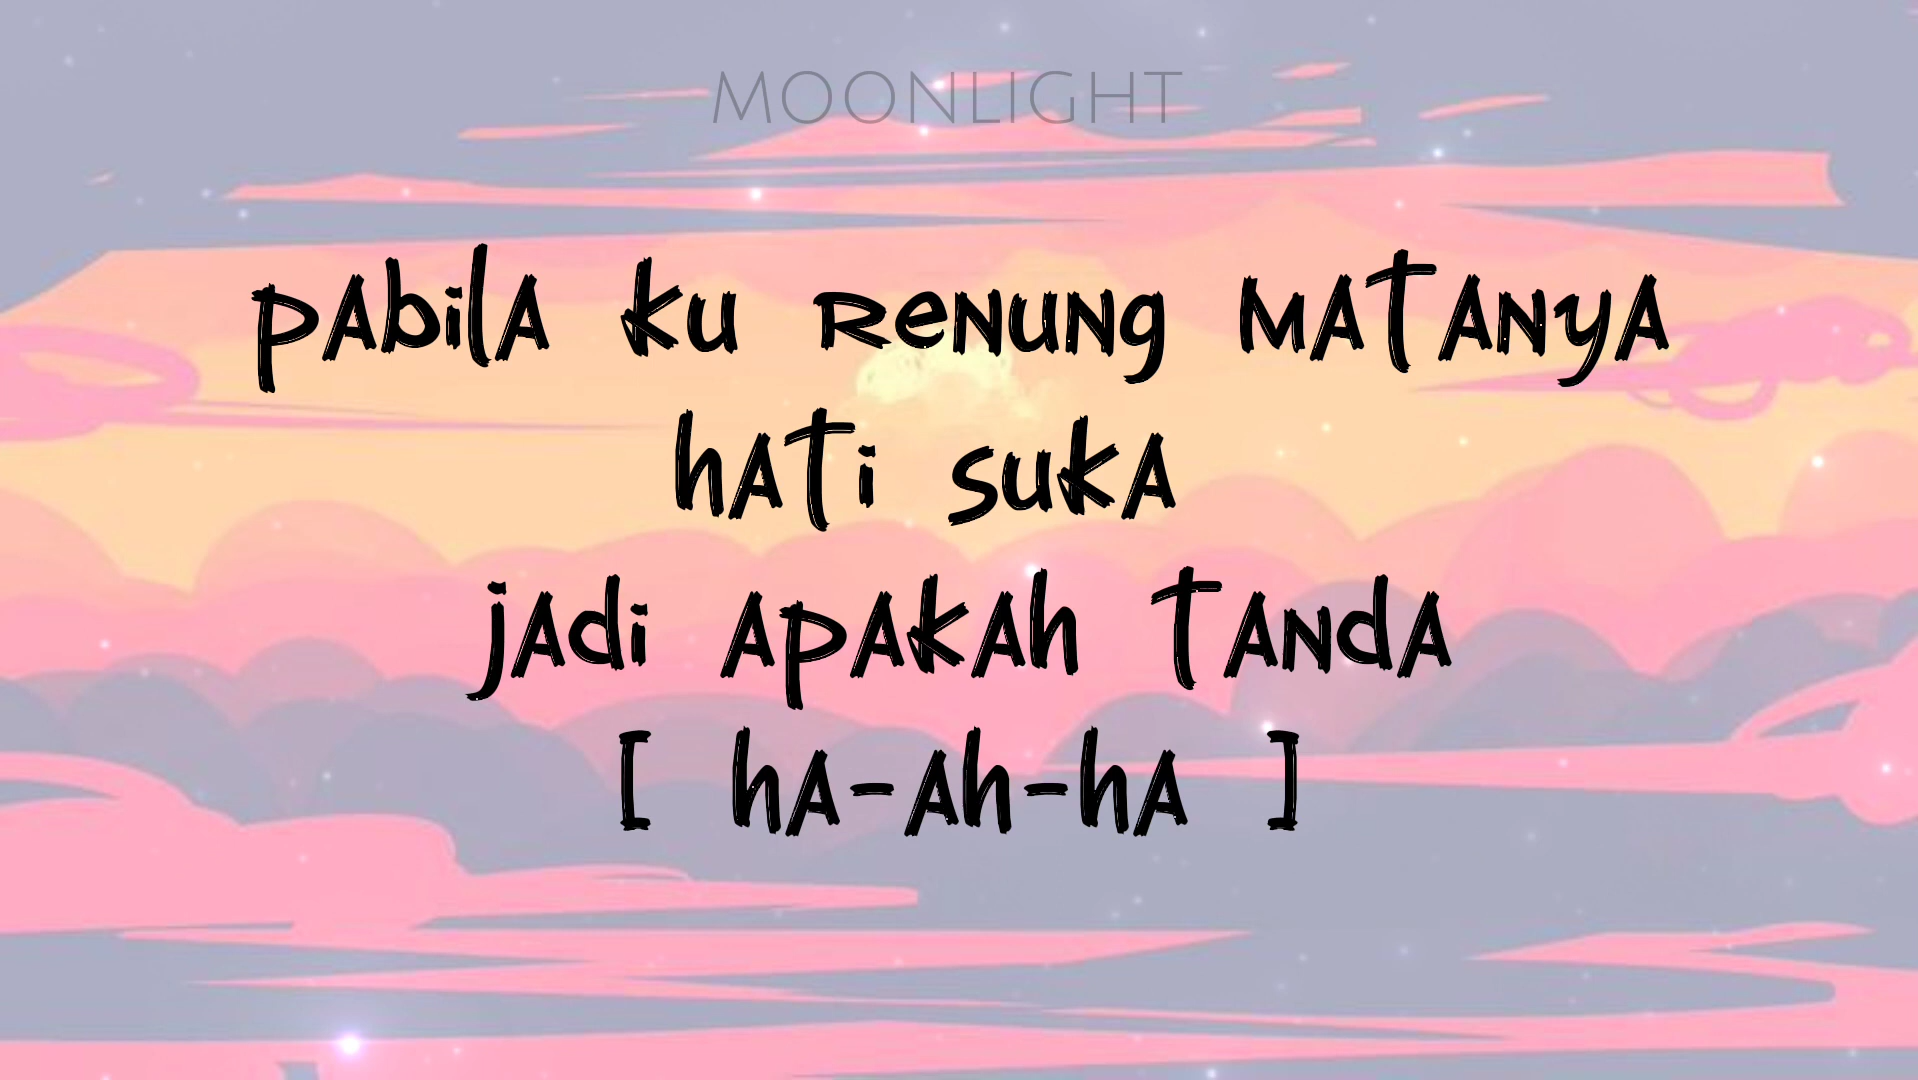 MOONLIGHT
pabila ku renung matanya
hati suka
jadi apakah tanda
[ ha-ah-ha ]